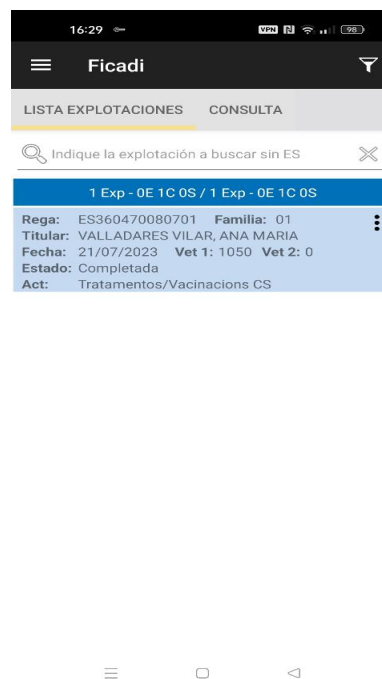 16:29 VPN 98
Ficadi
LISTA EXPLOTACIONES CONSULTA
Indique la explotación a buscar sin ES
1 Exp - 0E 1C 0S / 1 Exp - 0E 1C 0S
Rega: ES360470080701 Familia: 01
Titular: VALLADARES VILAR, ANA MARIA
Fecha: 21/07/2023 Vet 1: 1050 Vet 2: 0
Estado: Completada
Act: Tratamentos/Vacinacions CS